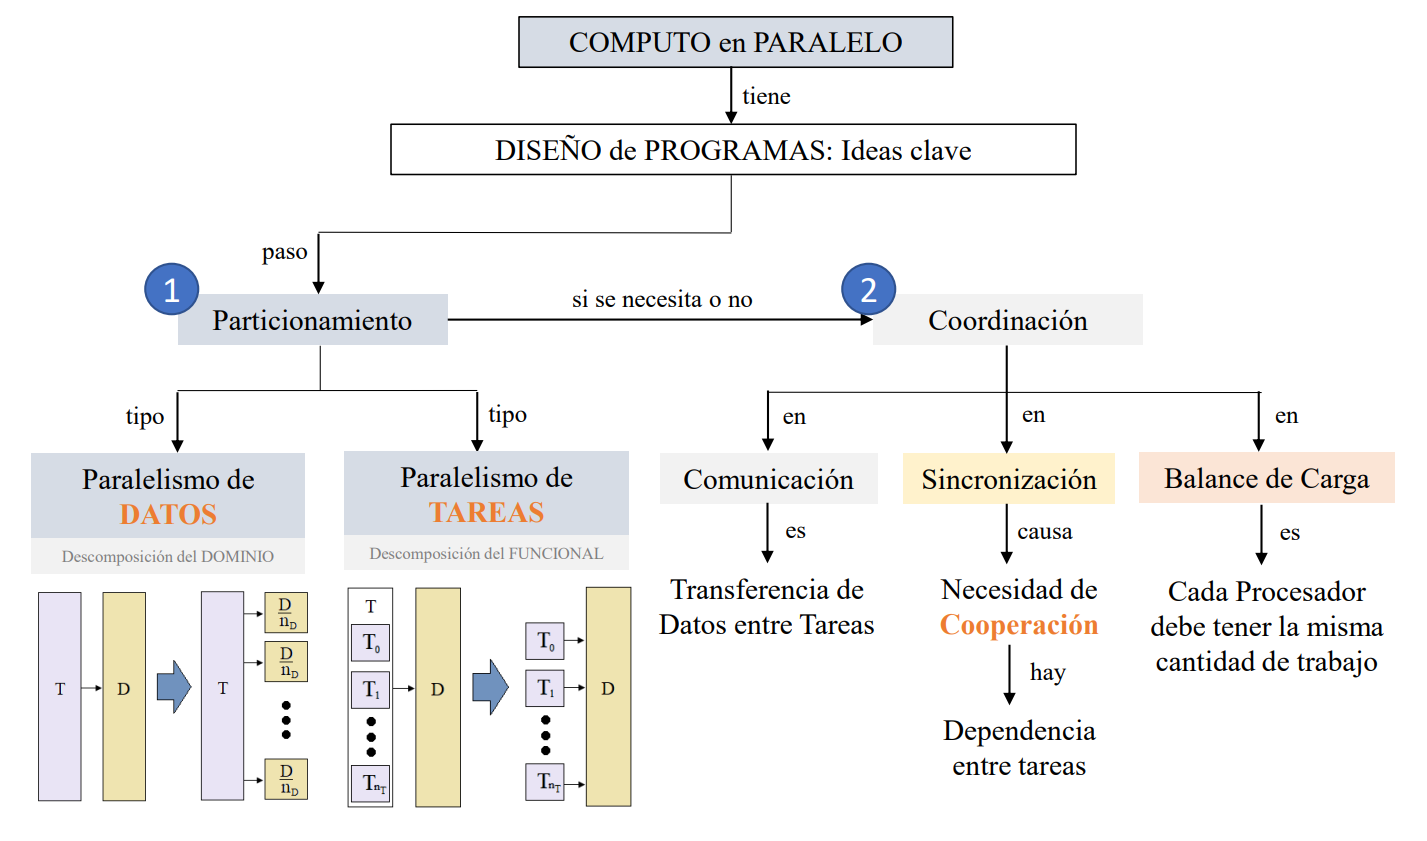 COMPUTO en PARALELO
tiene
DISEÑO de PROGRAMAS: Ideas clave
paso
1
Particionamiento
si se necesita o no
2
Coordinación
tipo
Paralelismo de
DATOS
Descomposición del DOMINIO
T
D
T
D
n_D
D
n_D
D
n_D
tipo
Paralelismo de
TAREAS
Descomposición del FUNCIONAL
T
T_0
T_1
T_{n_T}
D
T_0
T_1
T_{n_T}
D
en
Comunicación
es
Transferencia de
Datos entre Tareas
en
Sincronización
causa
Necesidad de
Cooperación
hay
Dependencia
entre tareas
en
Balance de Carga
es
Cada Procesador
debe tener la misma
cantidad de trabajo